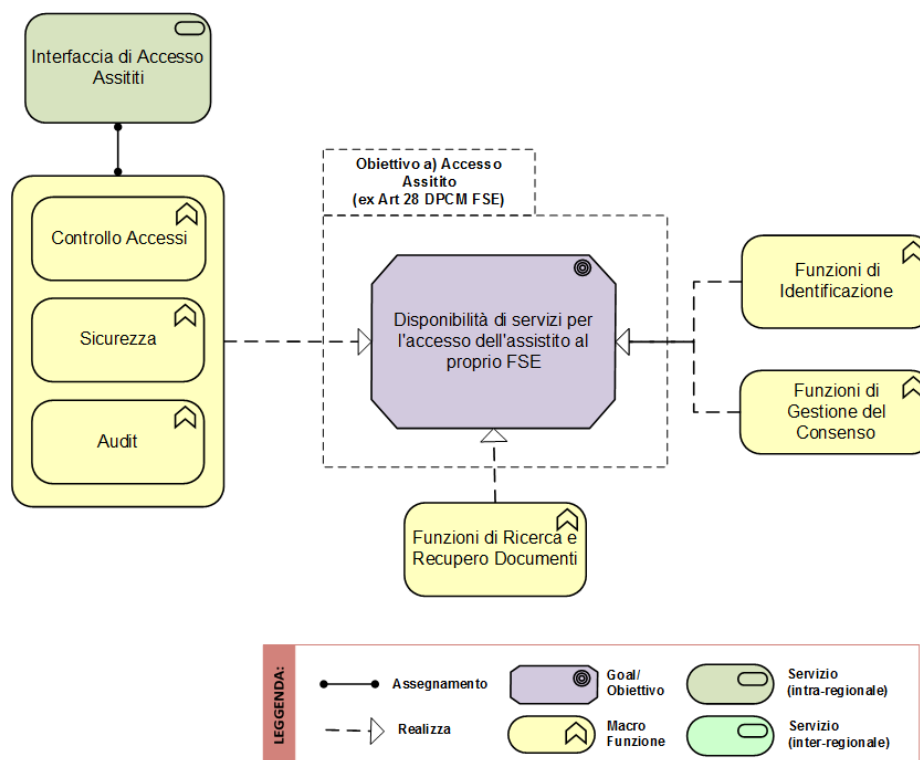 Interfaccia di Accesso
Assititi
Controllo Accessi
Sicurezza
Audit
Obiettivo a) Accesso
Assitito
(ex Art 28 DPCM FSE)
Disponibilità di servizi per
l'accesso dell'assistito al
proprio FSE
Funzioni di
Identificazione
Funzioni di
Gestione del
Consenso
Funzioni di Ricerca e
Recupero Documenti
LEGGENDA:
Assegnamento
Goal/
Obiettivo
Servizio
(intra-regionale)
Realizza
Macro
Funzione
Servizio
(inter-regionale)